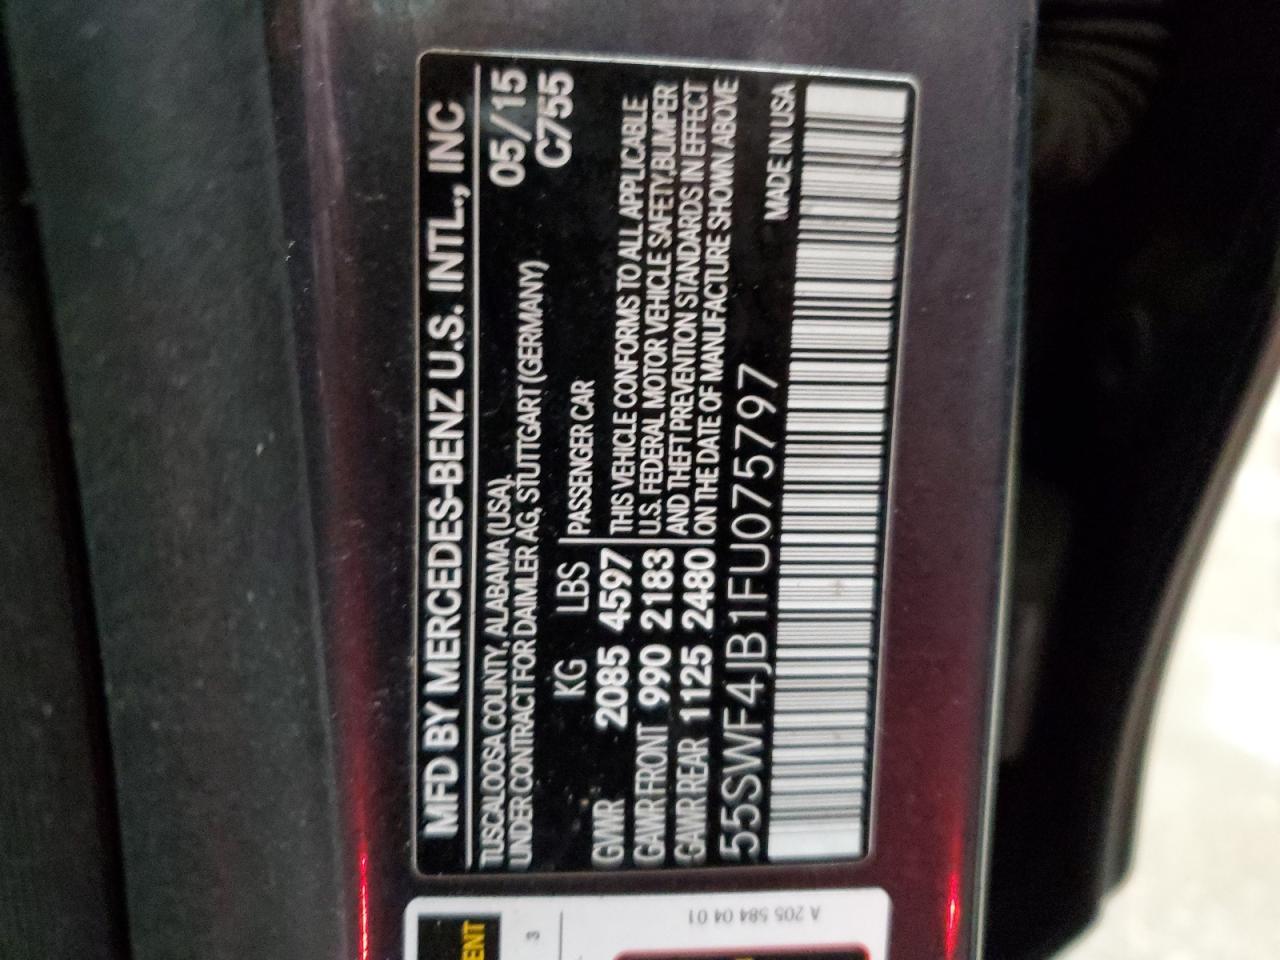 MFD BY MERCEDES-BENZ U.S. INTL., INC
TUSCALOOSA COUNTY, ALABAMA (USA). 05/15
UNDER CONTRACT FOR DAIMLER AG, STUTTGART (GERMANY) C755
KG LBS PASSENGER CAR
GVWR 2085 4597 THIS VEHICLE CONFORMS TO ALL APPLICABLE
GAWR FRONT 990 2183 U.S. FEDERAL MOTOR VEHICLE SAFETY,BUMPER
GAWR REAR 1125 2480 AND THEFT PREVENTION STANDARDS IN EFFECT
ON THE DATE OF MANUFACTURE SHOWN ABOVE
55SWF4JB1FU075797 MADE IN USA
ENT
3
A 205 584 04 01